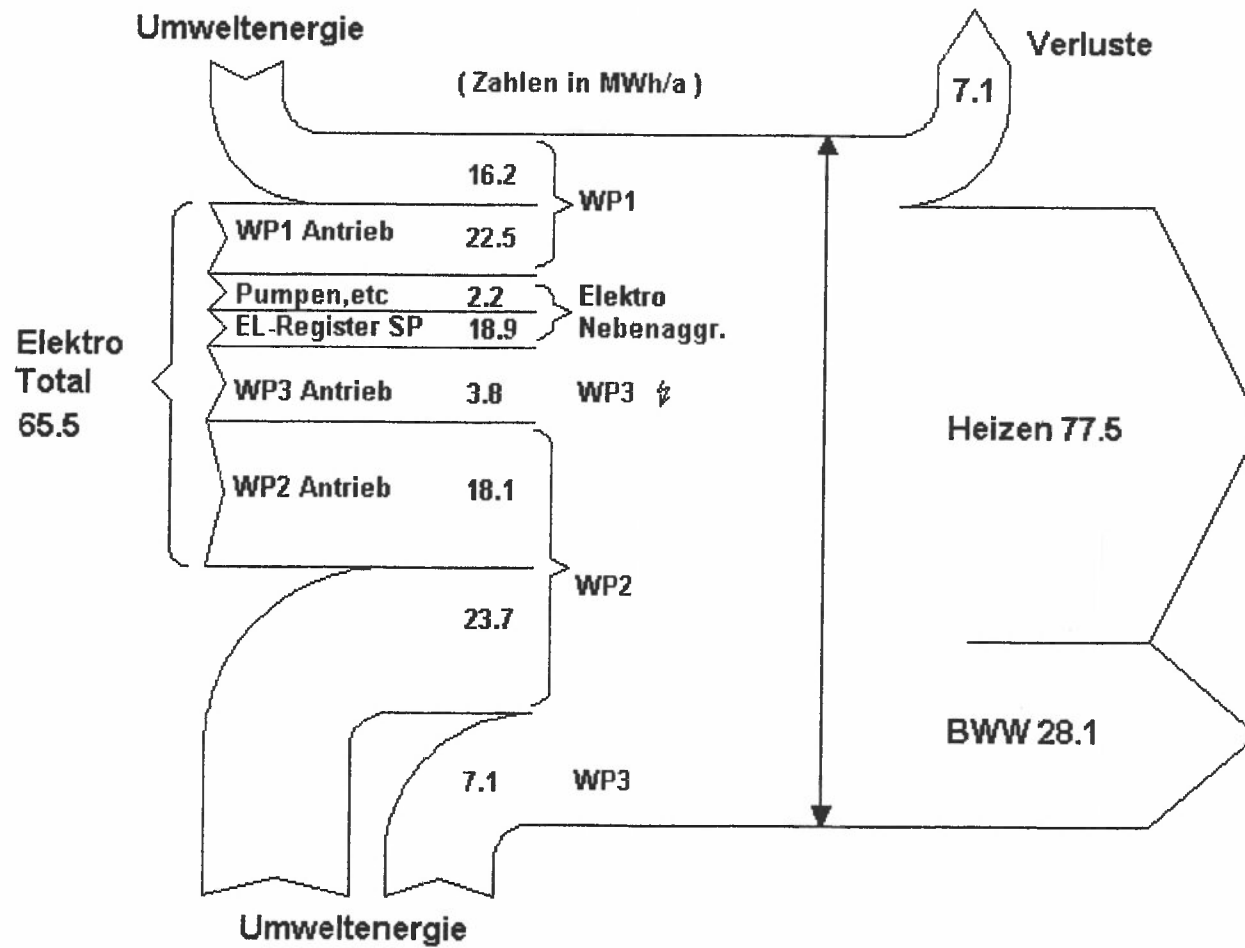 Umweltenergie
Verluste
( Zahlen in MWh/a )
7.1
16.2
WP1
WP1 Antrieb 22.5
Pumpen,etc 2.2
Elektro
EL-Register SP 18.9
Nebenaggr.
Elektro
Total
65.5
WP3 Antrieb 3.8 WP3
Heizen 77.5
WP2 Antrieb 18.1
WP2
23.7
BWW 28.1
7.1 WP3
Umweltenergie